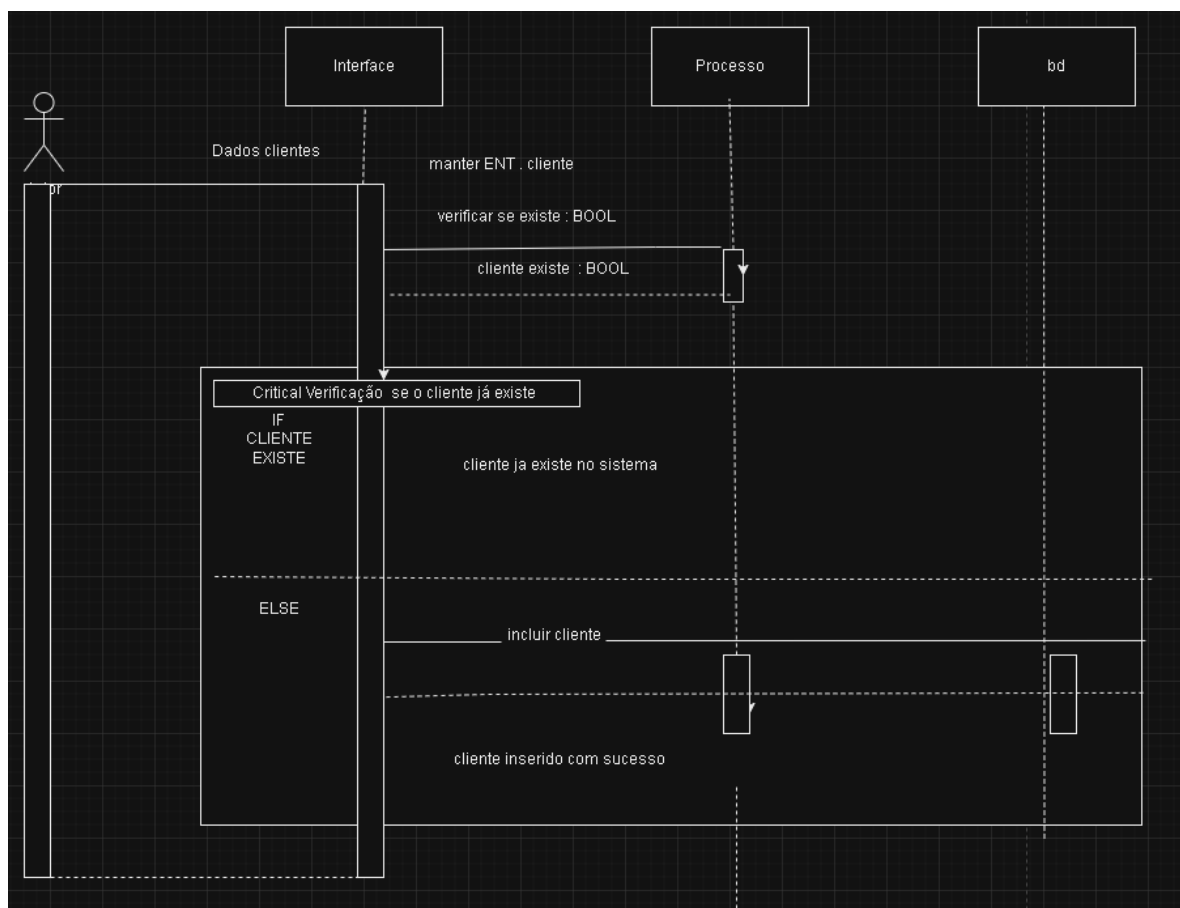 Interface
Processo
bd
Dados clientes
manter ENT . cliente
verificar se existe : BOOL
cliente existe : BOOL
Critical Verificação se o cliente já existe
IF
CLIENTE
EXISTE
cliente ja existe no sistema
ELSE
incluir cliente
cliente inserido com sucesso